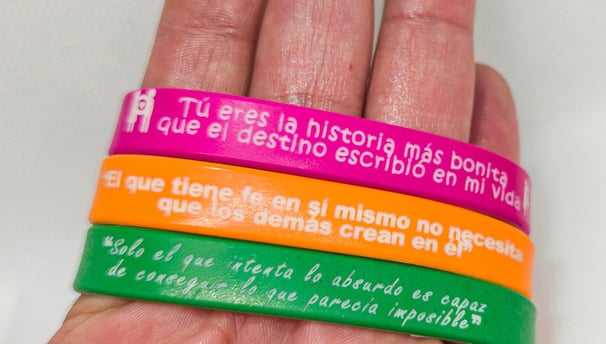 Tú eres la historia más bonita
que el destino escribió en mi vida
"El que tiene fe en sí mismo no necesita
que los demás crean en él"
"Solo el que intenta lo absurdo es capaz
de conseguir lo que parecía imposible"